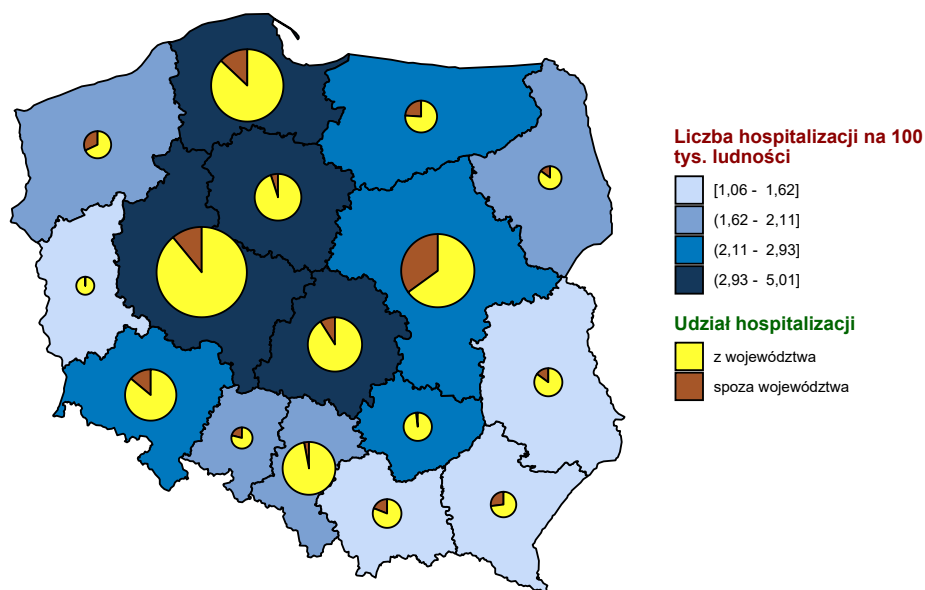 Liczba hospitalizacji na 100
tys. ludności
[1,06 - 1,62]
(1,62 - 2,11]
(2,11 - 2,93]
(2,93 - 5,01]
Udział hospitalizacji
z województwa
spoza województwa